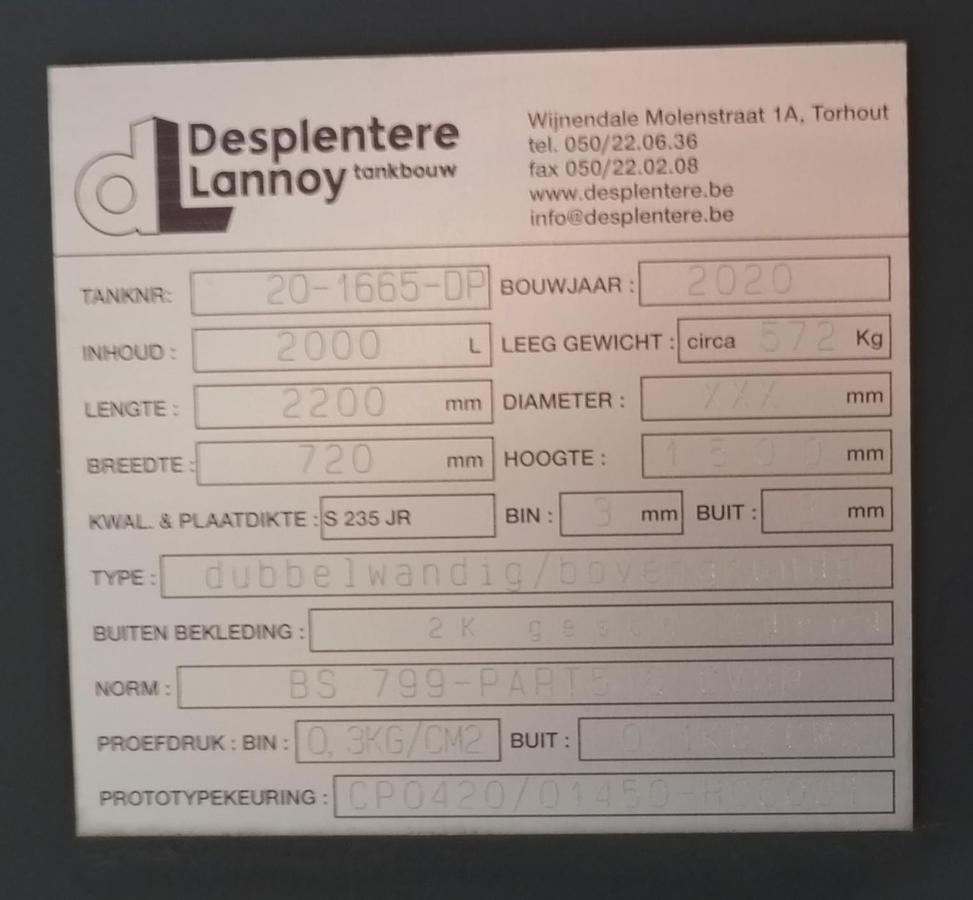 Desplentere
Lannoy tankbouw
Wijnendale Molenstraat 1A, Torhout
tel. 050/22.06.36
fax 050/22.02.08
www.desplentere.be
info@desplentere.be
TANKNR: 20-1665-DP BOUWJAAR : 2020
INHOUD : 2000 L LEEG GEWICHT : circa 572 Kg
LENGTE : 2200 mm DIAMETER : XXX mm
BREEDTE : 720 mm HOOGTE : 1500 mm
KWAL. & PLAATDIKTE : S 235 JR BIN : 3 mm BUIT : mm
TYPE : dubbelwandig/bovengronds
BUITEN BEKLEDING : 2K
NORM : BS 799-PART5
PROEFDRUK : BIN : 0,3KG/CM2 BUIT :
PROTOTYPEKEURING :